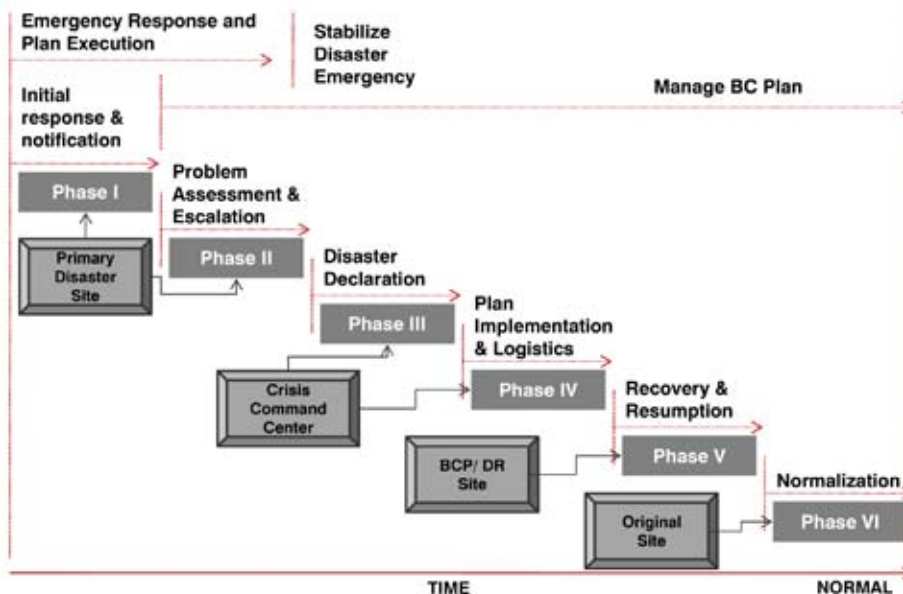 Emergency Response and
Plan Execution
Stabilize
Disaster
Emergency
Manage BC Plan
Initial
response &
notification
Phase I
Problem
Assessment &
Escalation
Primary
Disaster
Site
Phase II
Disaster
Declaration
Phase III
Plan
Implementation
& Logistics
Crisis
Command
Center
Phase IV
Recovery &
Resumption
BCP/ DR
Site
Phase V
Normalization
Original
Site
Phase VI
TIME
NORMAL